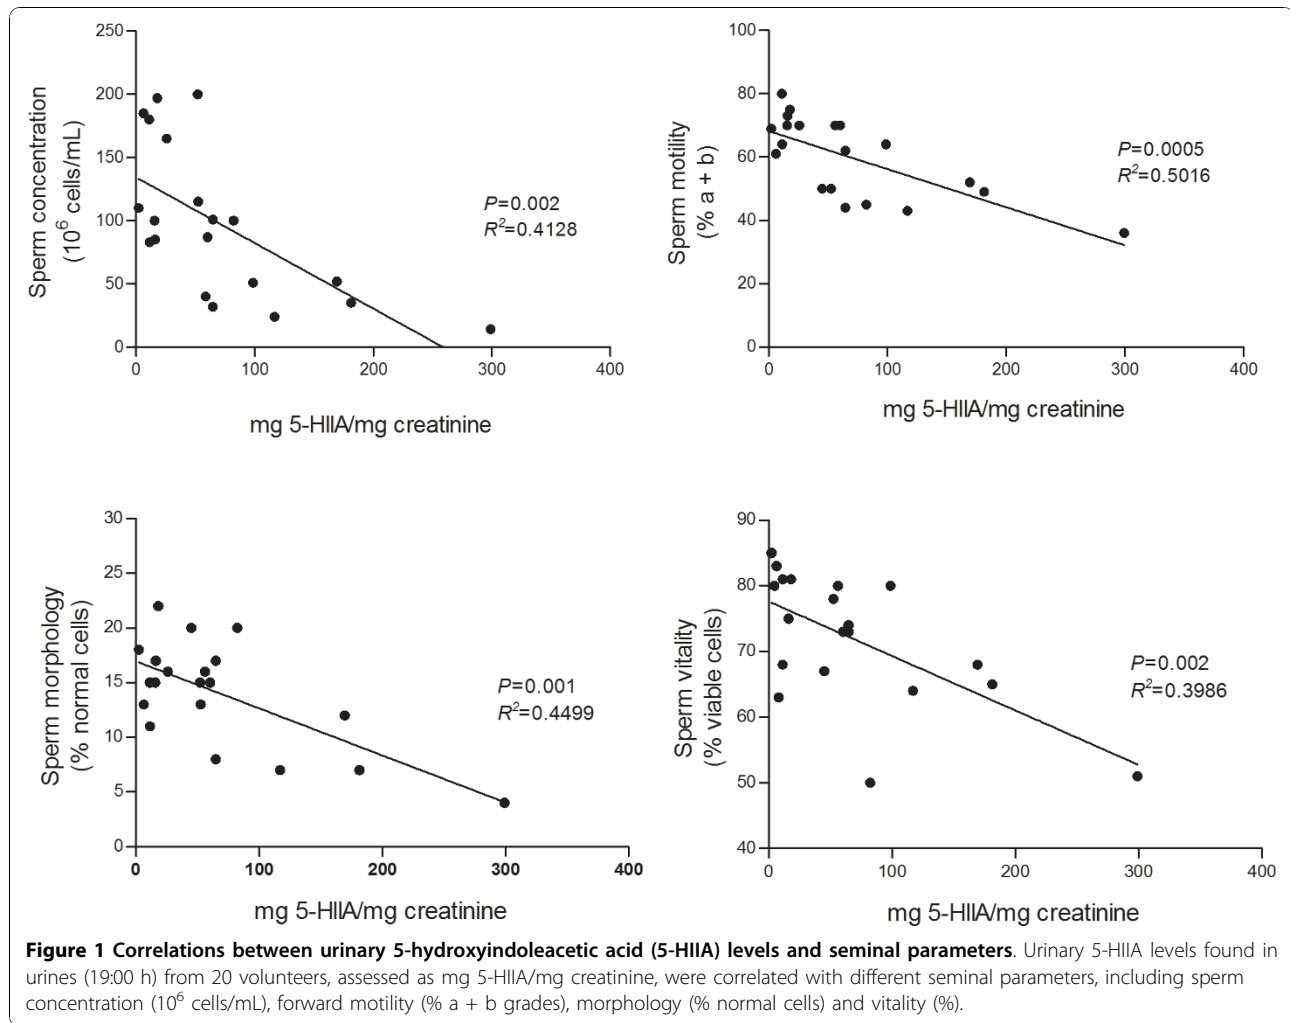 250
200
150
100
50
0
Sperm concentration
(10⁶ cells/mL)
P=0.002
R²=0.4128
0 100 200 300 400
mg 5-HIIA/mg creatinine
100
80
60
40
20
0
Sperm motility
(% a + b)
P=0.0005
R²=0.5016
0 100 200 300 400
mg 5-HIIA/mg creatinine
30
25
20
15
10
5
0
Sperm morphology
(% normal cells)
P=0.001
R²=0.4499
0 100 200 300 400
mg 5-HIIA/mg creatinine
90
80
70
60
50
40
Sperm vitality
(% viable cells)
P=0.002
R²=0.3986
0 100 200 300 400
mg 5-HIIA/mg creatinine
Figure 1 Correlations between urinary 5-hydroxyindoleacetic acid (5-HIIA) levels and seminal parameters. Urinary 5-HIIA levels found in
urines (19:00 h) from 20 volunteers, assessed as mg 5-HIIA/mg creatinine, were correlated with different seminal parameters, including sperm
concentration (10⁶ cells/mL), forward motility (% a + b grades), morphology (% normal cells) and vitality (%).